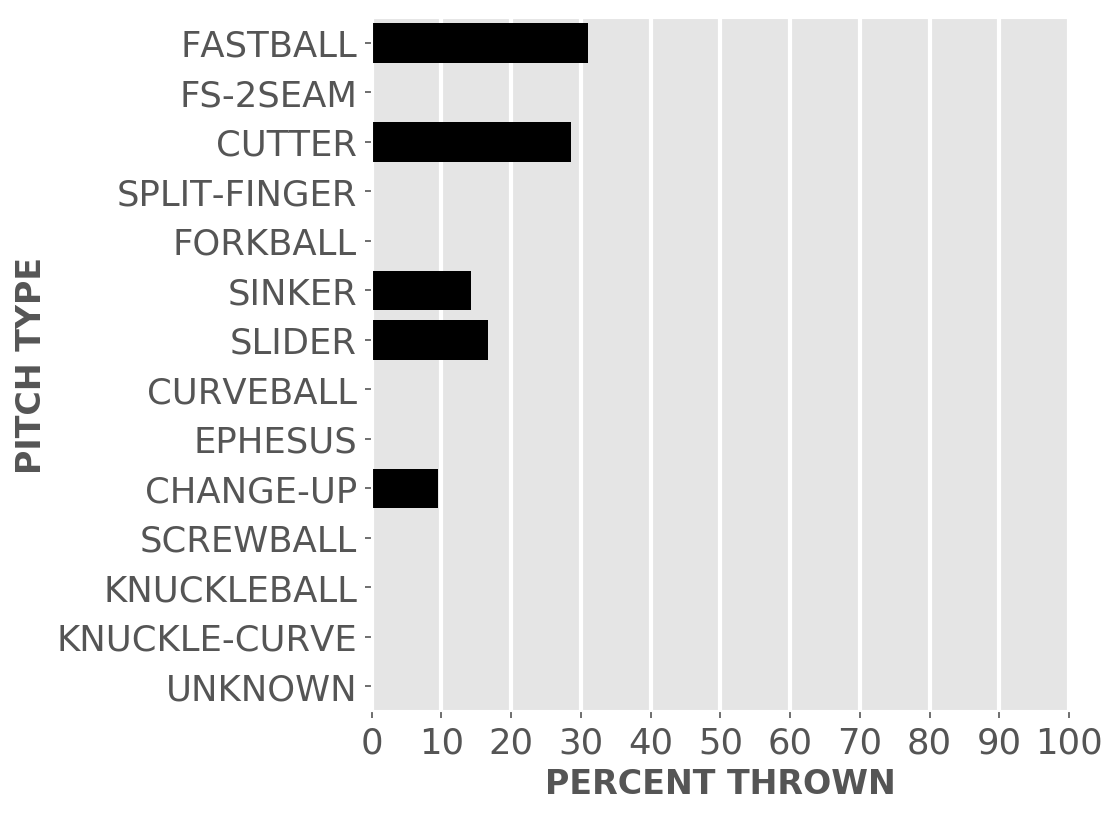 FASTBALL
FS-2SEAM
CUTTER
SPLIT-FINGER
FORKBALL
SINKER
SLIDER
CURVEBALL
EPHESUS
CHANGE-UP
SCREWBALL
KNUCKLEBALL
KNUCKLE-CURVE
UNKNOWN
PITCH TYPE
0 10 20 30 40 50 60 70 80 90 100
PERCENT THROWN